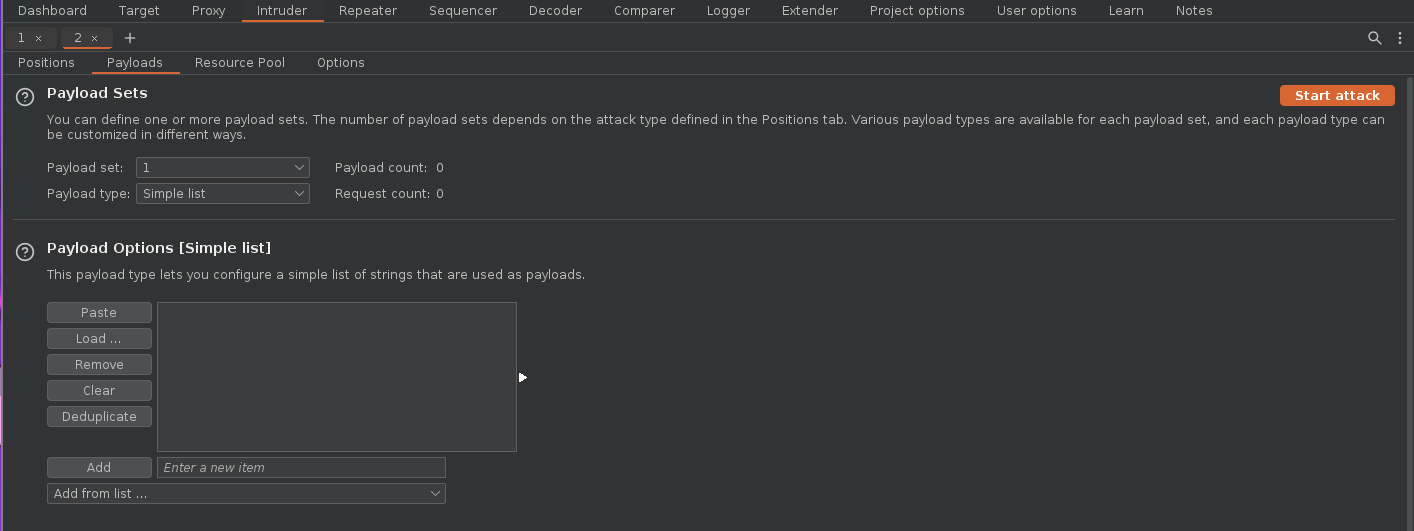 Dashboard Target Proxy Intruder Repeater Sequencer Decoder Comparer Logger Extender Project options User options Learn Notes
1 × 2 × +
Positions Payloads Resource Pool Options
? Payload Sets Start attack
You can define one or more payload sets. The number of payload sets depends on the attack type defined in the Positions tab. Various payload types are available for each payload set, and each payload type can
be customized in different ways.
Payload set: 1 Payload count: 0
Payload type: Simple list Request count: 0
? Payload Options [Simple list]
This payload type lets you configure a simple list of strings that are used as payloads.
Paste
Load ...
Remove
Clear
Deduplicate
Add Enter a new item
Add from list ...